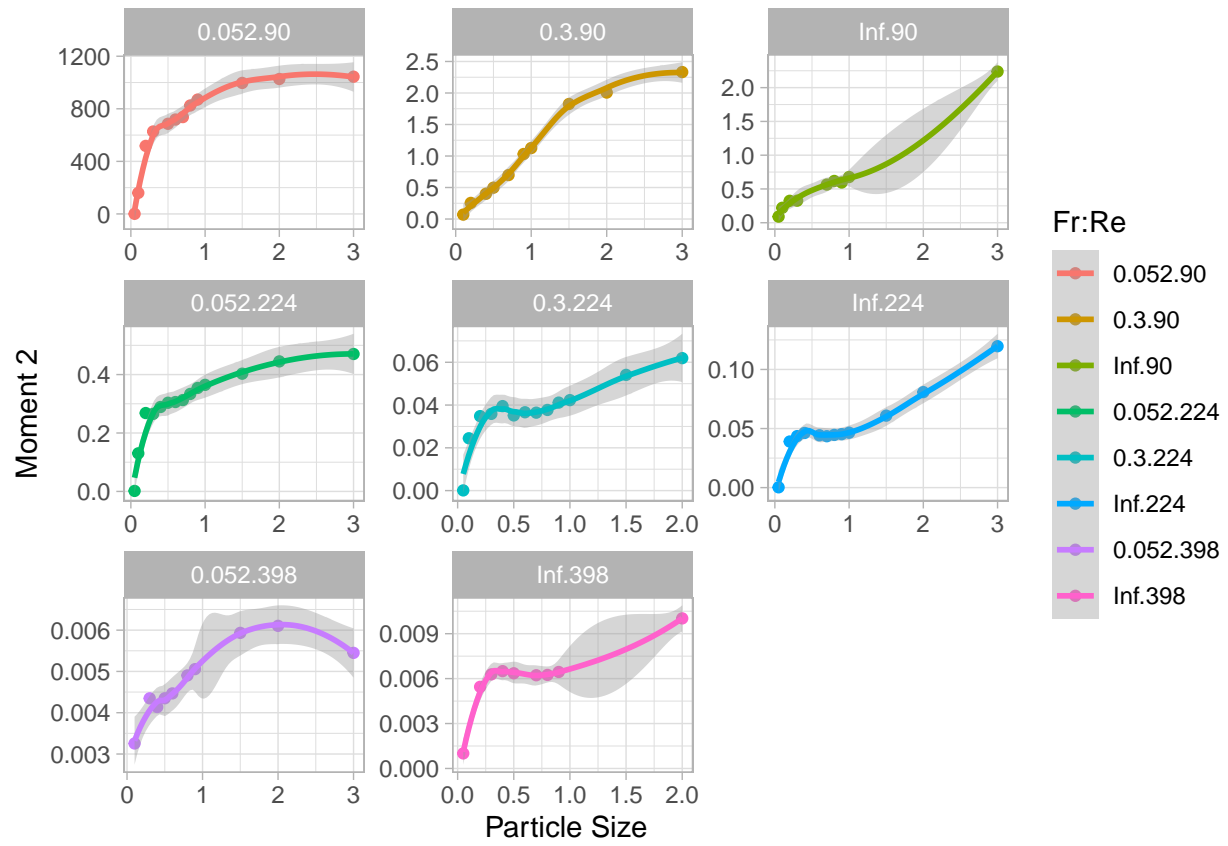 0.052.90
0.3.90
Inf.90
1200
800
400
0
0 1 2 3
2.5
2.0
1.5
1.0
0.5
0.0
0 1 2 3
2.0
1.5
1.0
0.5
0.0
0 1 2 3
0.052.224
0.3.224
Inf.224
0.4
0.2
0.0
0 1 2 3
0.06
0.04
0.02
0.00
0.0 0.5 1.0 1.5 2.0
0.10
0.05
0.00
0 1 2 3
0.052.398
Inf.398
0.006
0.005
0.004
0.003
0 1 2 3
0.009
0.006
0.003
0.000
0.0 0.5 1.0 1.5 2.0
Moment 2
Particle Size
Fr:Re
0.052.90
0.3.90
Inf.90
0.052.224
0.3.224
Inf.224
0.052.398
Inf.398